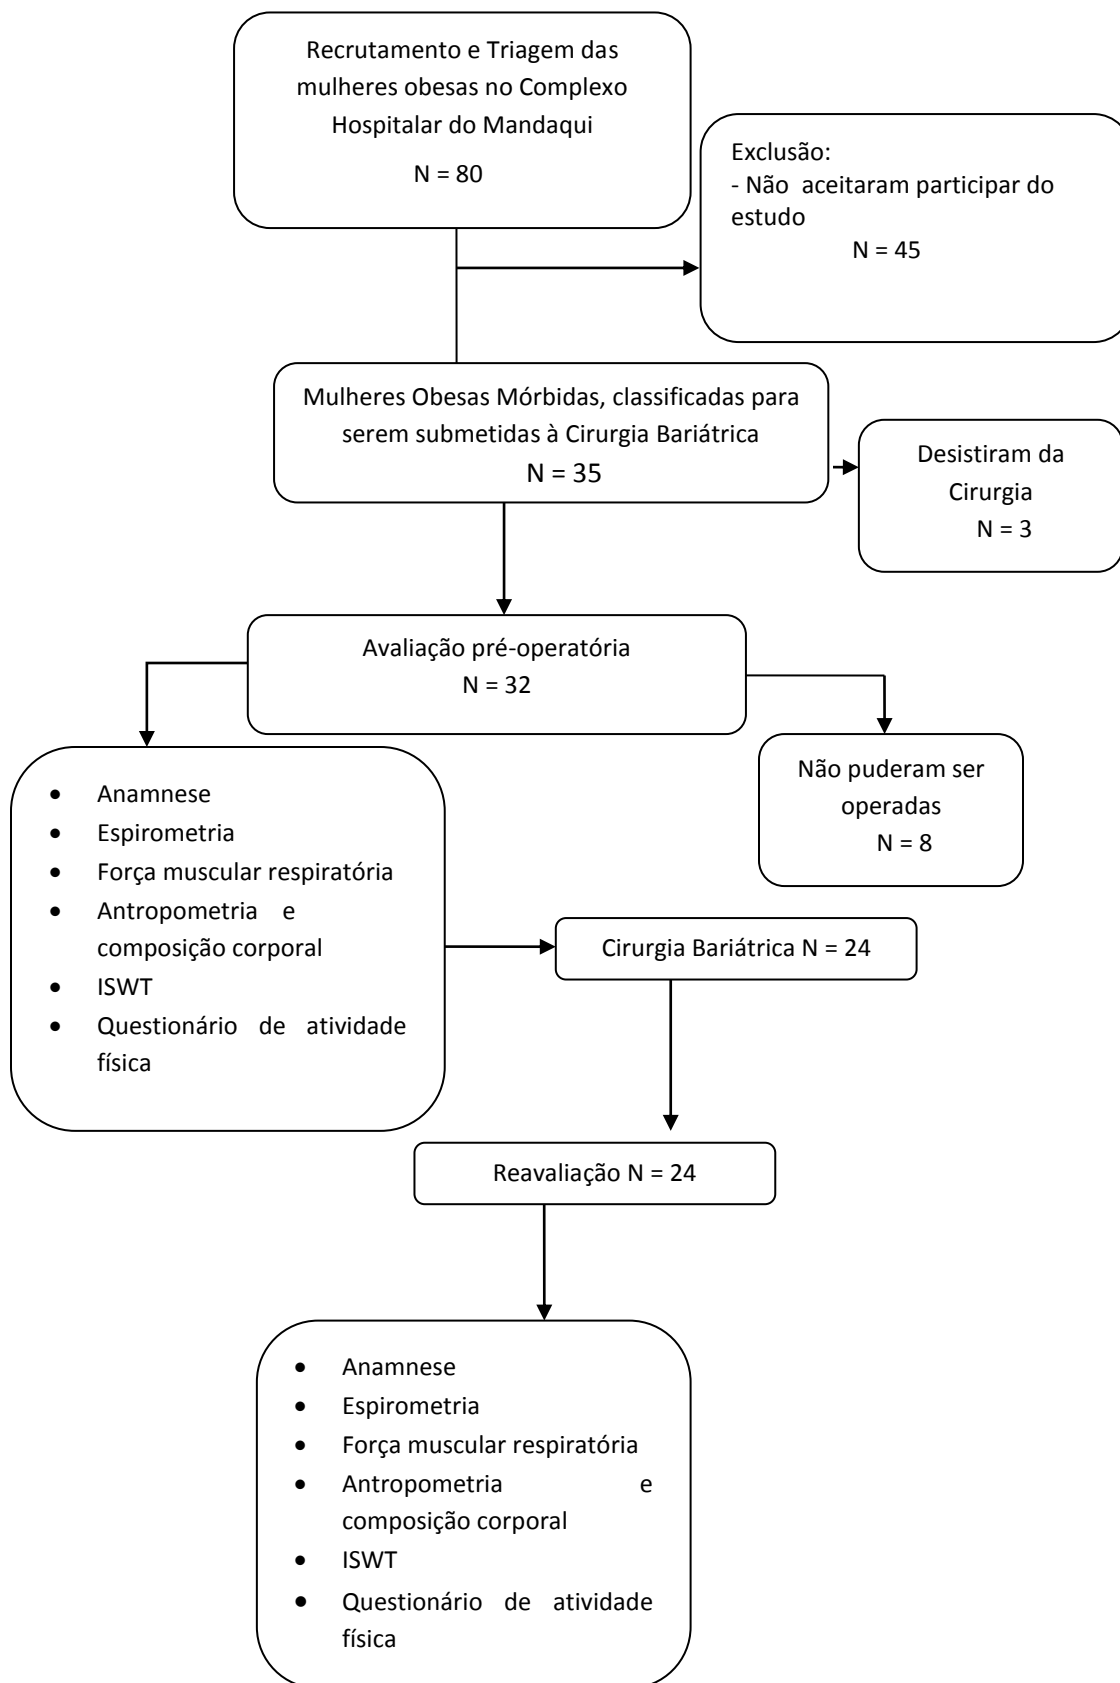 Recrutamento e Triagem das
mulheres obesas no Complexo
Hospitalar do Mandaqui
N = 80
Exclusão:
- Não aceitaram participar do
estudo
N = 45
Mulheres Obesas Mórbidas, classificadas para
serem submetidas à Cirurgia Bariátrica
N = 35
Desistiram da
Cirurgia
N = 3
Avaliação pré-operatória
N = 32
Não puderam ser
operadas
N = 8
• Anamnese
• Espirometria
• Força muscular respiratória
• Antropometria e
composição corporal
• ISWT
• Questionário de atividade
física
Cirurgia Bariátrica N = 24
Reavaliação N = 24
• Anamnese
• Espirometria
• Força muscular respiratória
• Antropometria e
composição corporal
• ISWT
• Questionário de atividade
física